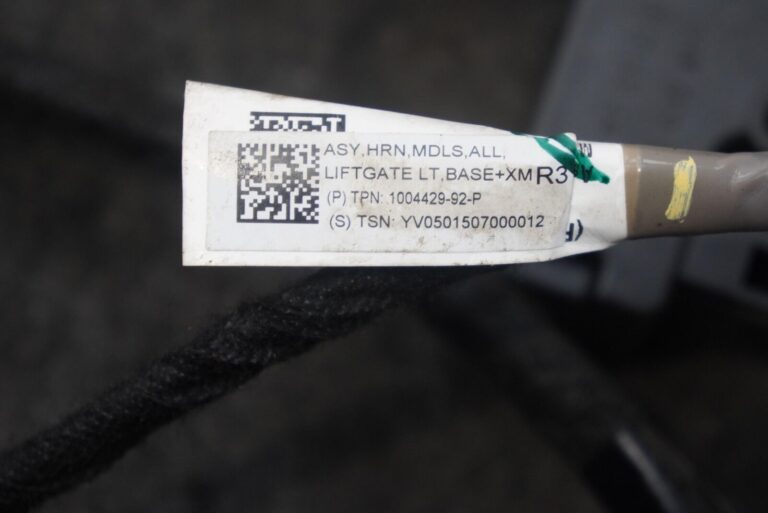 ASY,HRN,MDLS,ALL,
LIFTGATE LT,BASE+XM R3
(P) TPN: 1004429-92-P
(S) TSN: YV0501507000012